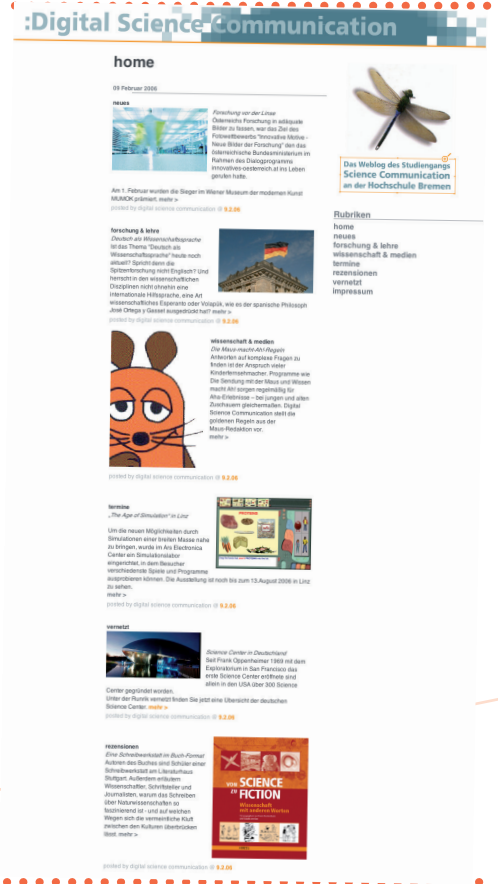 :Digital Science Communication
home
09 Februar 2006
neues
Forschung vor der Linse
Österreichs Forschung in adäquate
Bilder zu fassen, war das Ziel des
Fotowettbewerbs "Innovative Motive -
Neue Bilder der Forschung" den das
österreichische Bundesministerium im
Rahmen des Dialogprogramms
innovatives-oesterreich.at ins Leben
gerufen hatte.
Am 1. Februar wurden die Sieger im Wiener Museum der modernen Kunst
MUMOK prämiert. mehr >
posted by digital science communication @ 9.2.06
forschung & lehre
Deutsch als Wissenschaftssprache
Ist das Thema "Deutsch als
Wissenschaftssprache" heute noch
aktuell? Spricht denn die
Spitzenforschung nicht Englisch? Und
herrscht in den wissenschaftlichen
Disziplinen nicht ohnehin eine
internationale Hilfssprache, eine Art
wissenschaftliches Esperanto oder Volapük, wie es der spanische Philosoph
José Ortega y Gasset ausgedrückt hat? mehr >
posted by digital science communication @ 9.2.06
wissenschaft & medien
Die Maus-macht-Ah!-Regeln
Antworten auf komplexe Fragen zu
finden ist der Anspruch vieler
Kinderfernsehmacher. Programme wie
Die Sendung mit der Maus und Wissen
macht Ah! sorgen regelmäßig für
Aha-Erlebnisse – bei jungen und alten
Zuschauern gleichermaßen. Digital
Science Communication stellt die
goldenen Regeln aus der
Maus-Redaktion vor.
mehr >
posted by digital science communication @ 9.2.06
termine
„The Age of Simulation" in Linz
Um die neuen Möglichkeiten durch
Simulationen einer breiten Masse nahe
zu bringen, wurde im Ars Electronica
Center ein Simulationslabor
eingerichtet, in dem Besucher
verschiedenste Spiele und Programme
ausprobieren können. Die Ausstellung ist noch bis zum 13.August 2006 in Linz
zu sehen.
mehr >
posted by digital science communication @ 9.2.06
vernetzt
Science Center in Deutschland
Seit Frank Oppenheimer 1969 mit dem
Exploratorium in San Francisco das
erste Science Center eröffnete sind
allein in den USA über 300 Science
Center gegründet worden.
Unter der Rubrik vernetzt finden Sie jetzt eine Übersicht der deutschen
Science Center. mehr >
posted by digital science communication @ 9.2.06
rezensionen
Eine Schreibwerkstatt im Buch-Format
Autoren des Buches sind Schüler einer
Schreibwerkstatt am Literaturhaus
Stuttgart. Außerdem erläutern
Wissenschaftler, Schriftsteller und
Journalisten, warum das Schreiben
über Naturwissenschaften so
faszinierend ist - und auf welchen
Wegen sich die vermeintliche Kluft
zwischen den Kulturen überbrücken
lässt. mehr >
VON SCIENCE
ZU FICTION
Wissenschaft
mit anderen Worten
posted by digital science communication @ 9.2.06
Das Weblog des Studiengangs
Science Communication
an der Hochschule Bremen
Rubriken
home
neues
forschung & lehre
wissenschaft & medien
termine
rezensionen
vernetzt
impressum